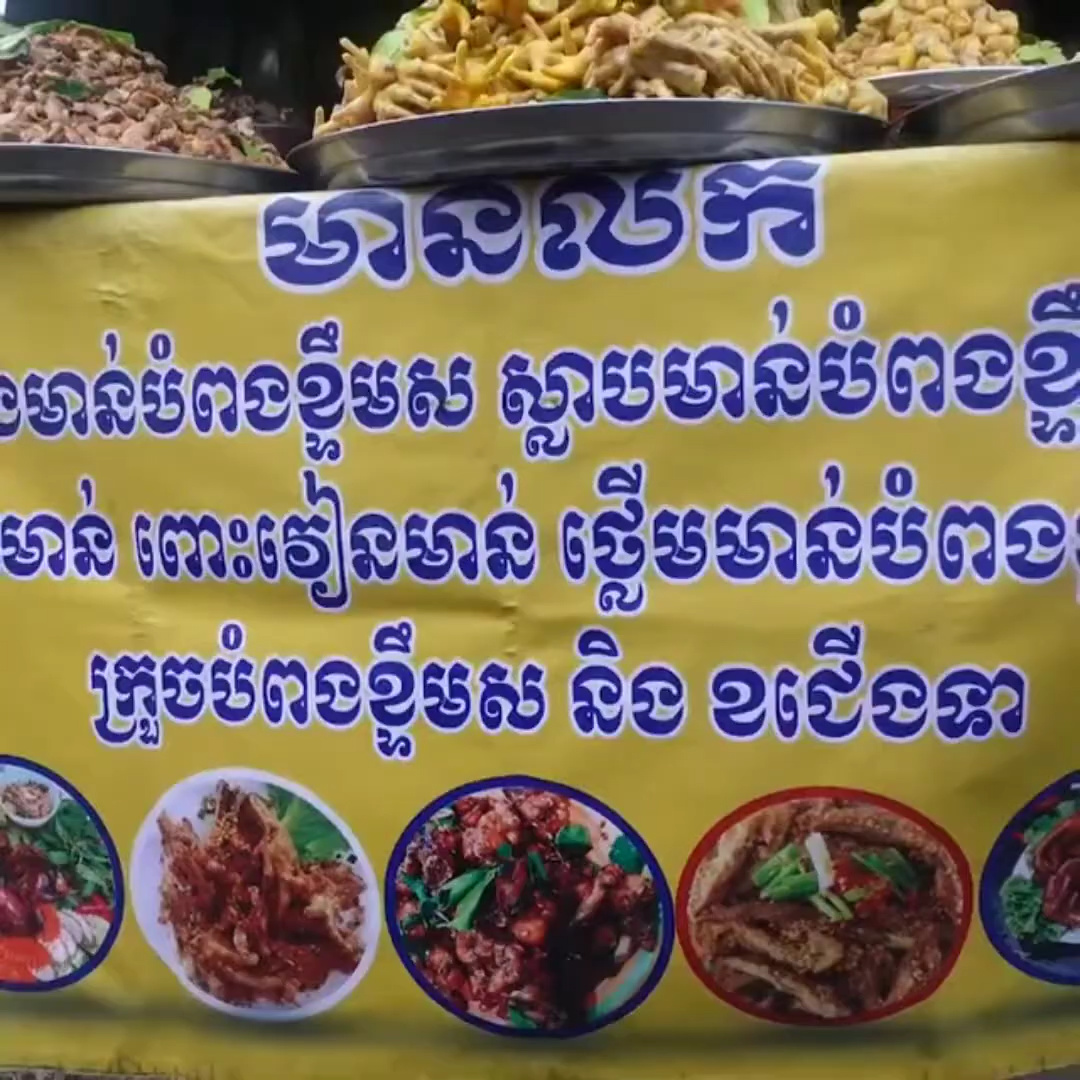 មានលក់
មាន់បំពងខ្ទឹមស ស្លាបមាន់បំពង
មាន់ ពោះវៀនមាន់ ថ្លើមមាន់បំពង
ក្រួចបំពងខ្ទឹមស និង ខជើងទា